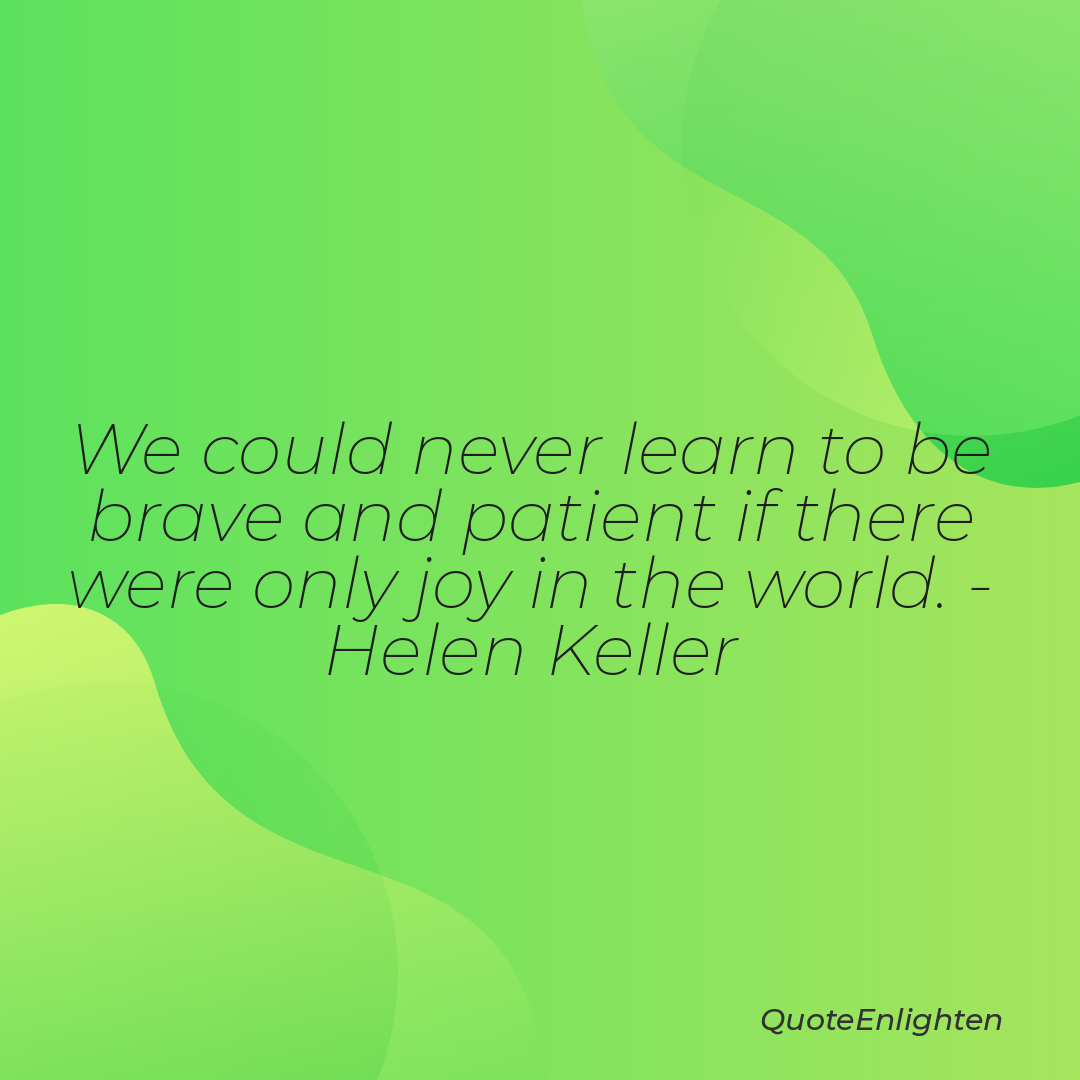 We could never learn to be
brave and patient if there
were only joy in the world. -
Helen Keller
QuoteEnlighten